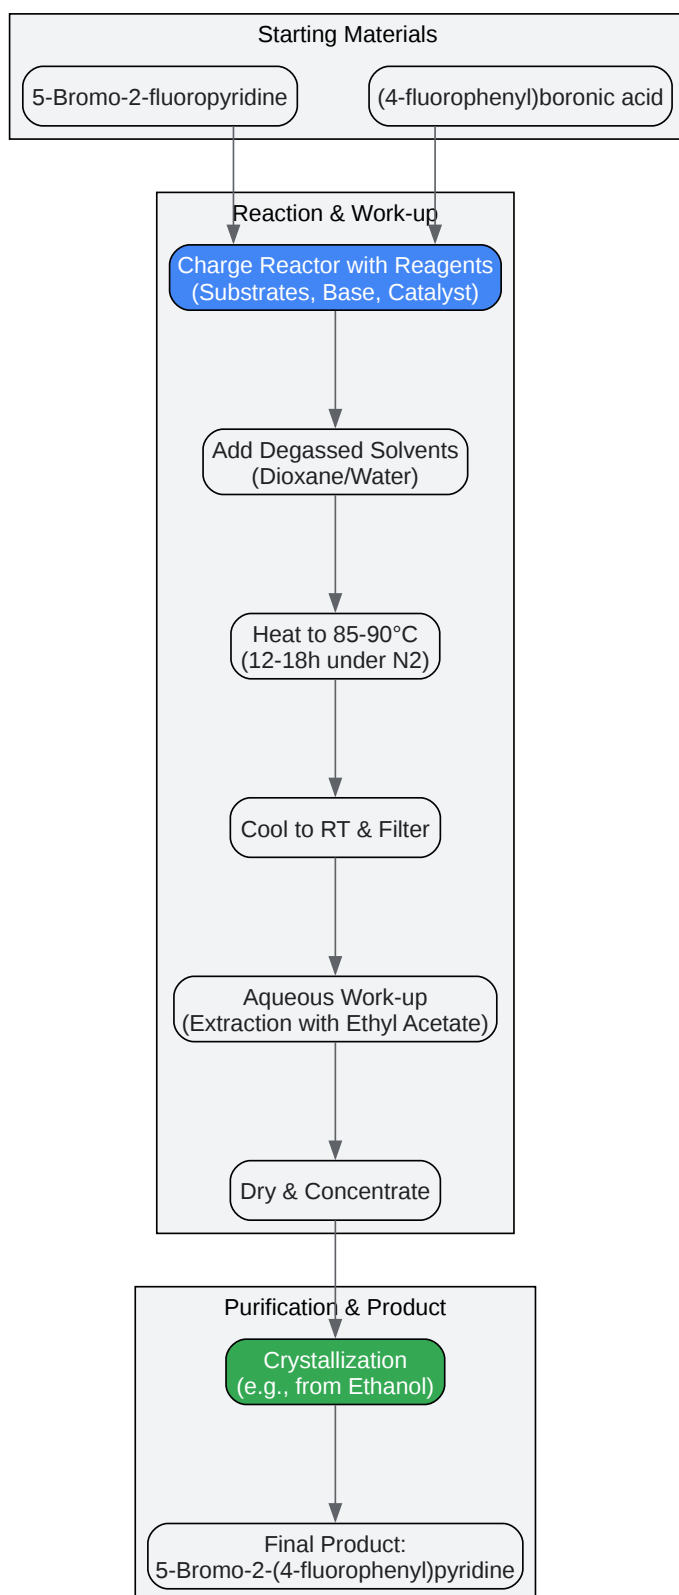 Starting Materials
5-Bromo-2-fluoropyridine
(4-fluorophenyl)boronic acid
Reaction & Work-up
Charge Reactor with Reagents
(Substrates, Base, Catalyst)
Add Degassed Solvents
(Dioxane/Water)
Heat to 85-90°C
(12-18h under N2)
Cool to RT & Filter
Aqueous Work-up
(Extraction with Ethyl Acetate)
Dry & Concentrate
Purification & Product
Crystallization
(e.g., from Ethanol)
Final Product:
5-Bromo-2-(4-fluorophenyl)pyridine